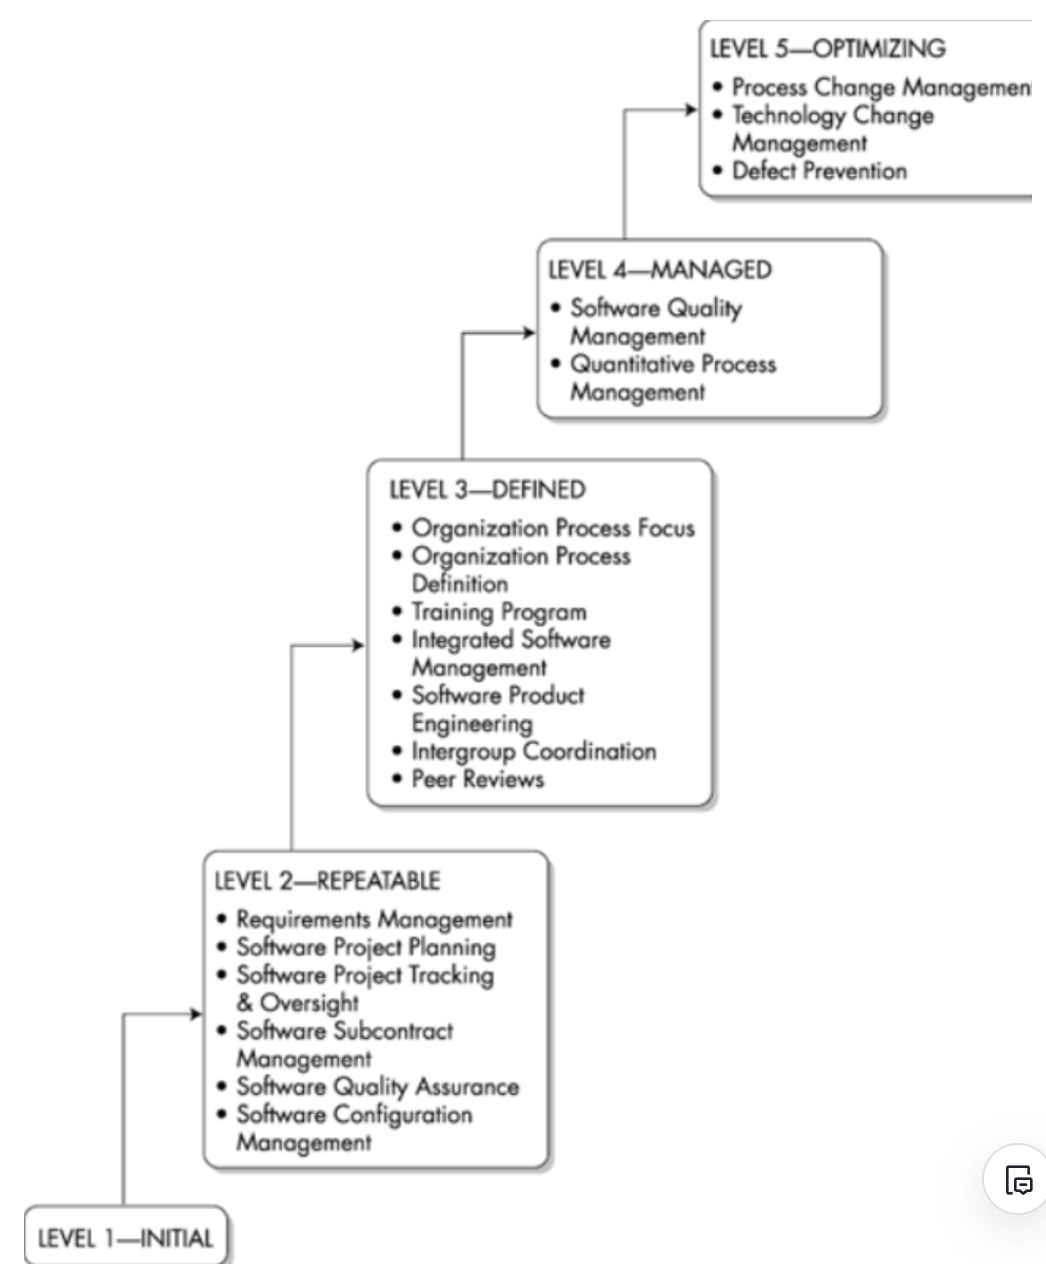 LEVEL 5—OPTIMIZING
• Process Change Management
• Technology Change
Management
• Defect Prevention
LEVEL 4—MANAGED
• Software Quality
Management
• Quantitative Process
Management
LEVEL 3—DEFINED
• Organization Process Focus
• Organization Process
Definition
• Training Program
• Integrated Software
Management
• Software Product
Engineering
• Intergroup Coordination
• Peer Reviews
LEVEL 2—REPEATABLE
• Requirements Management
• Software Project Planning
• Software Project Tracking
& Oversight
• Software Subcontract
Management
• Software Quality Assurance
• Software Configuration
Management
LEVEL 1—INITIAL